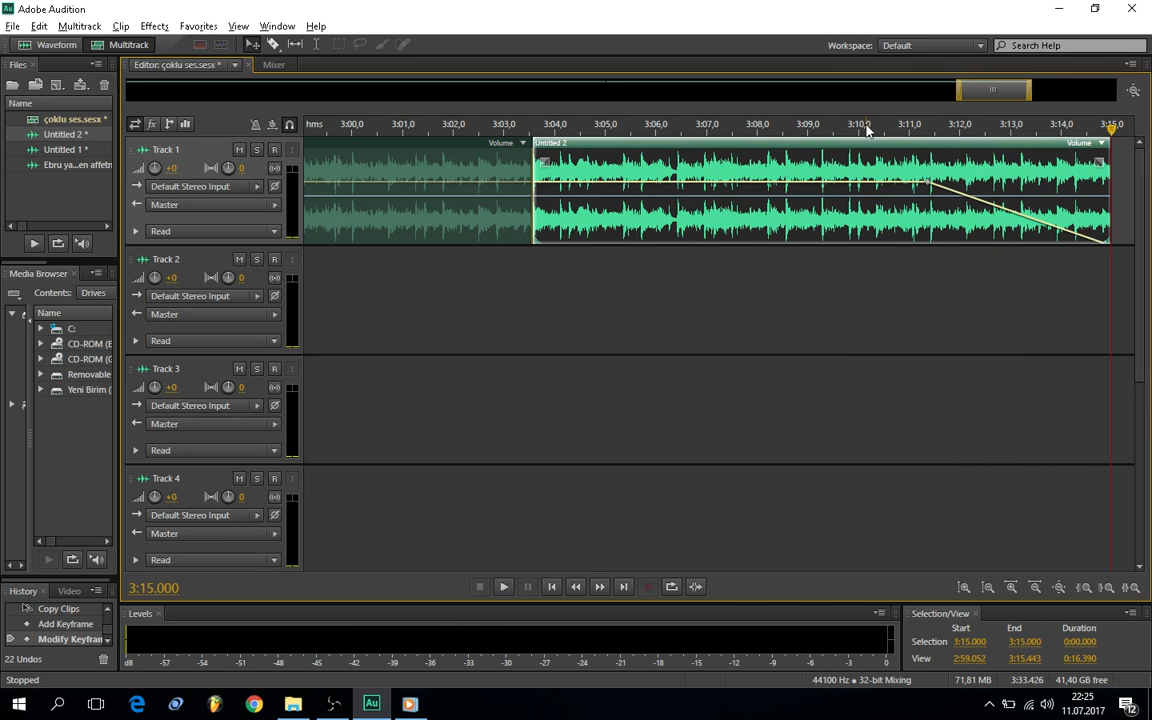 Adobe Audition
File Edit Multitrack Clip Effects Favorites View Window Help
Waveform Multitrack Workspace: Default Search Help
Files
Name
çoklu ses.sesx *
Untitled 2 *
Untitled 1 *
Ebru ya...en affetn
Editor: çoklu ses.sesx * Mixer
hms 3:00,0 3:01,0 3:02,0 3:03,0 3:04,0 3:05,0 3:06,0 3:07,0 3:08,0 3:09,0 3:10,0 3:11,0 3:12,0 3:13,0 3:14,0 3:15,0
Volume Untitled 2 Volume
Track 1 M S R I
+0 0
Default Stereo Input
Master
Read
Track 2 M S R I
+0 0
Default Stereo Input
Master
Read
Track 3 M S R I
+0 0
Default Stereo Input
Master
Read
Track 4 M S R I
+0 0
Default Stereo Input
Master
Read
Media Browser
Contents: Drives
Name
C:
CD-ROM (E
CD-ROM (G
Removable
Yeni Birim (
3:15.000
History Video
Copy Clips
Add Keyframe
Modify Keyfran
22 Undos
Levels
dB -57 -54 -51 -48 -45 -42 -39 -36 -33 -30 -27 -24 -21 -18 -15 -12 -9 -6 -3 0
Selection/View
Start End Duration
Selection 3:15.000 3:15.000 0:00.000
View 2:59.052 3:15.443 0:16.390
Stopped 44100 Hz • 32-bit Mixing 71,81 MB 3:33.426 41,40 GB free
22:25
11.07.2017
12